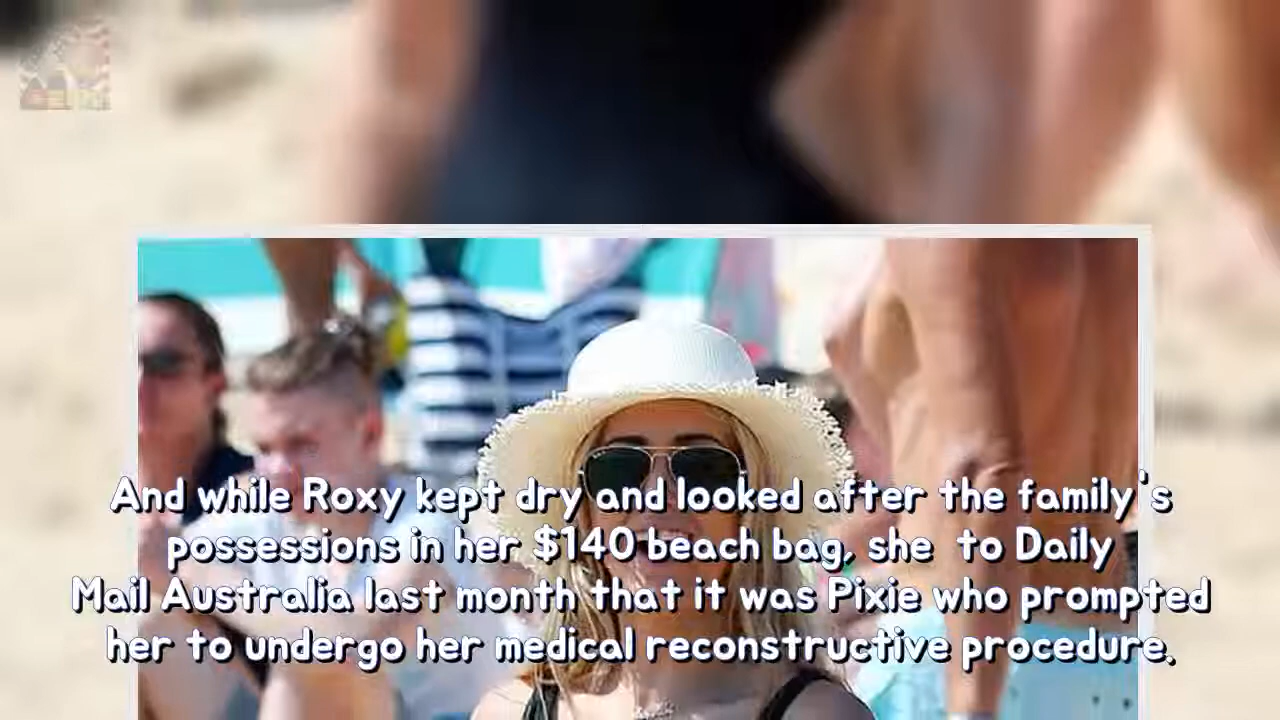 And while Roxy kept dry and looked after the family's
possessions in her $140 beach bag, she  to Daily
Mail Australia last month that it was Pixie who prompted
her to undergo her medical reconstructive procedure.